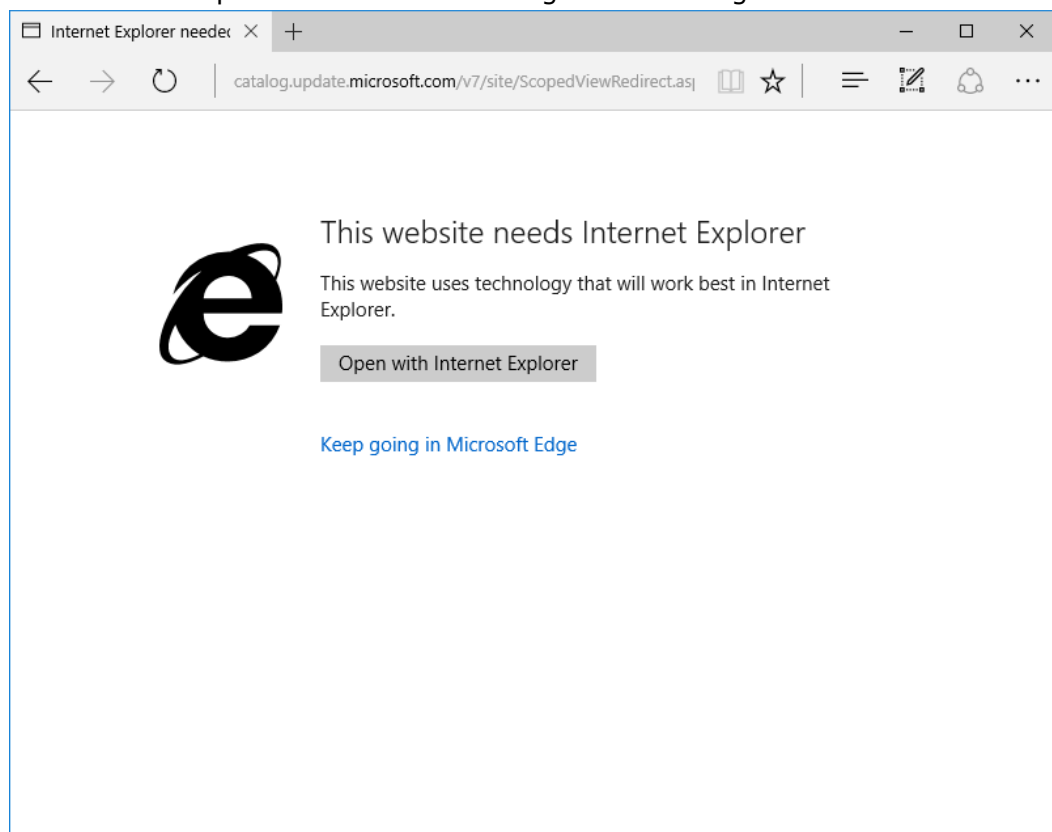 Internet Explorer needec
catalog.update.microsoft.com/v7/site/ScopedViewRedirect.as
This website needs Internet Explorer
This website uses technology that will work best in Internet
Explorer.
Open with Internet Explorer
Keep going in Microsoft Edge